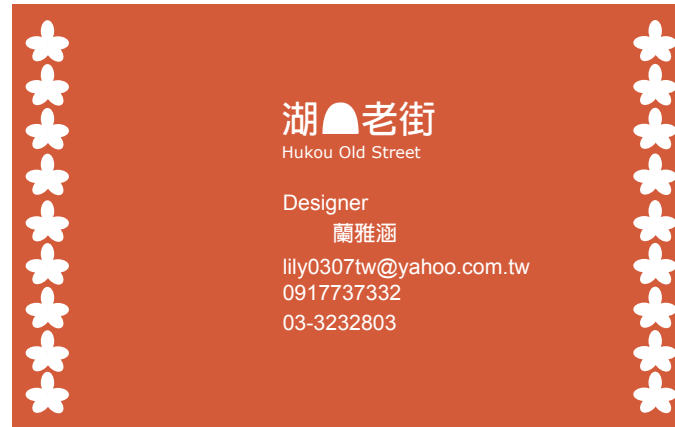 湖老街
Hukou Old Street
Designer
蘭雅涵
lily0307tw@yahoo.com.tw
0917737332
03-3232803